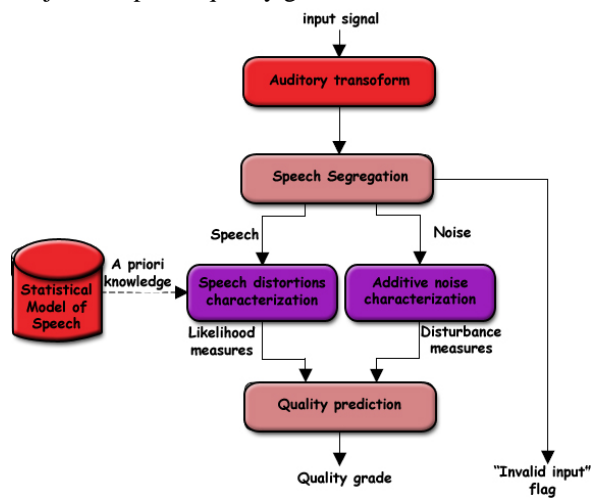 input signal
Auditory transoform
Speech Segregation
Speech
Noise
A priori
knowledge
Statistical
Model of
Speech
Speech distortions
characterization
Additive noise
characterization
Likelihood
measures
Disturbance
measures
Quality prediction
Quality grade
"Invalid input"
flag